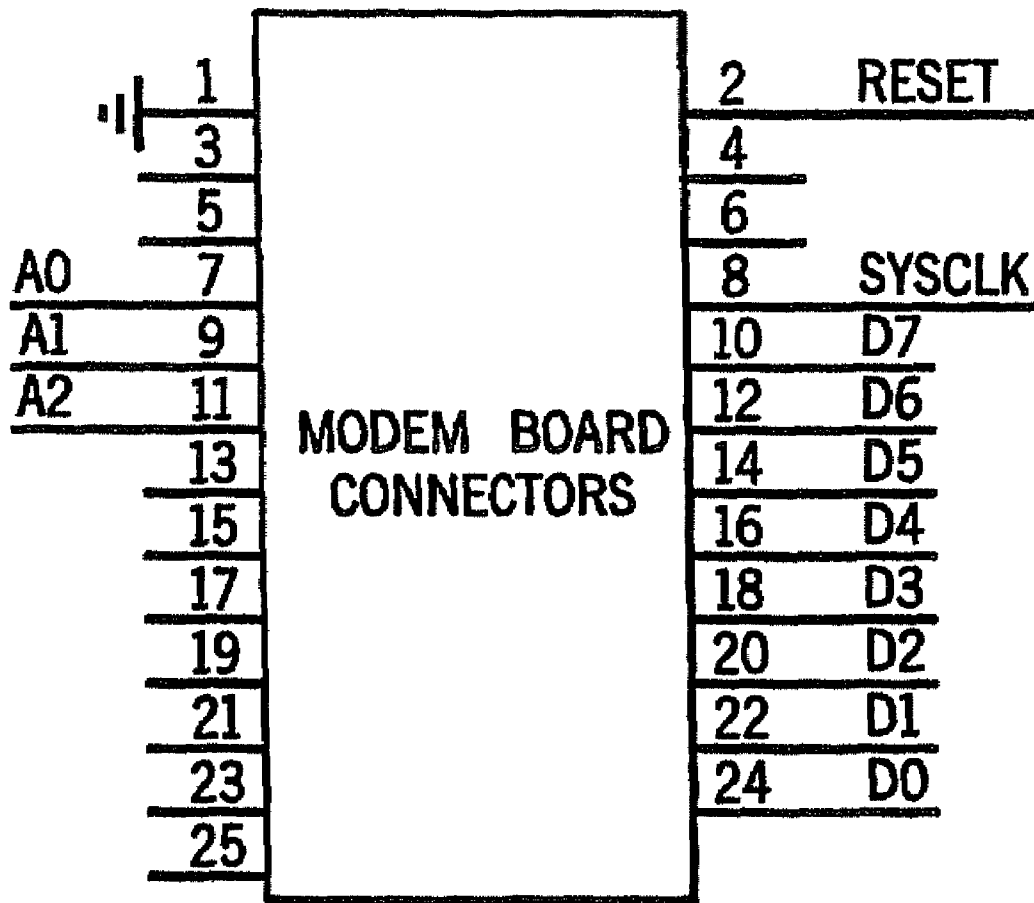 1 2 RESET
3 4
5 6
A0 7 8 SYSCLK
A1 9 10 D7
A2 11 12 D6
MODEM BOARD
13 14 D5
CONNECTORS
15 16 D4
17 18 D3
19 20 D2
21 22 D1
23 24 D0
25